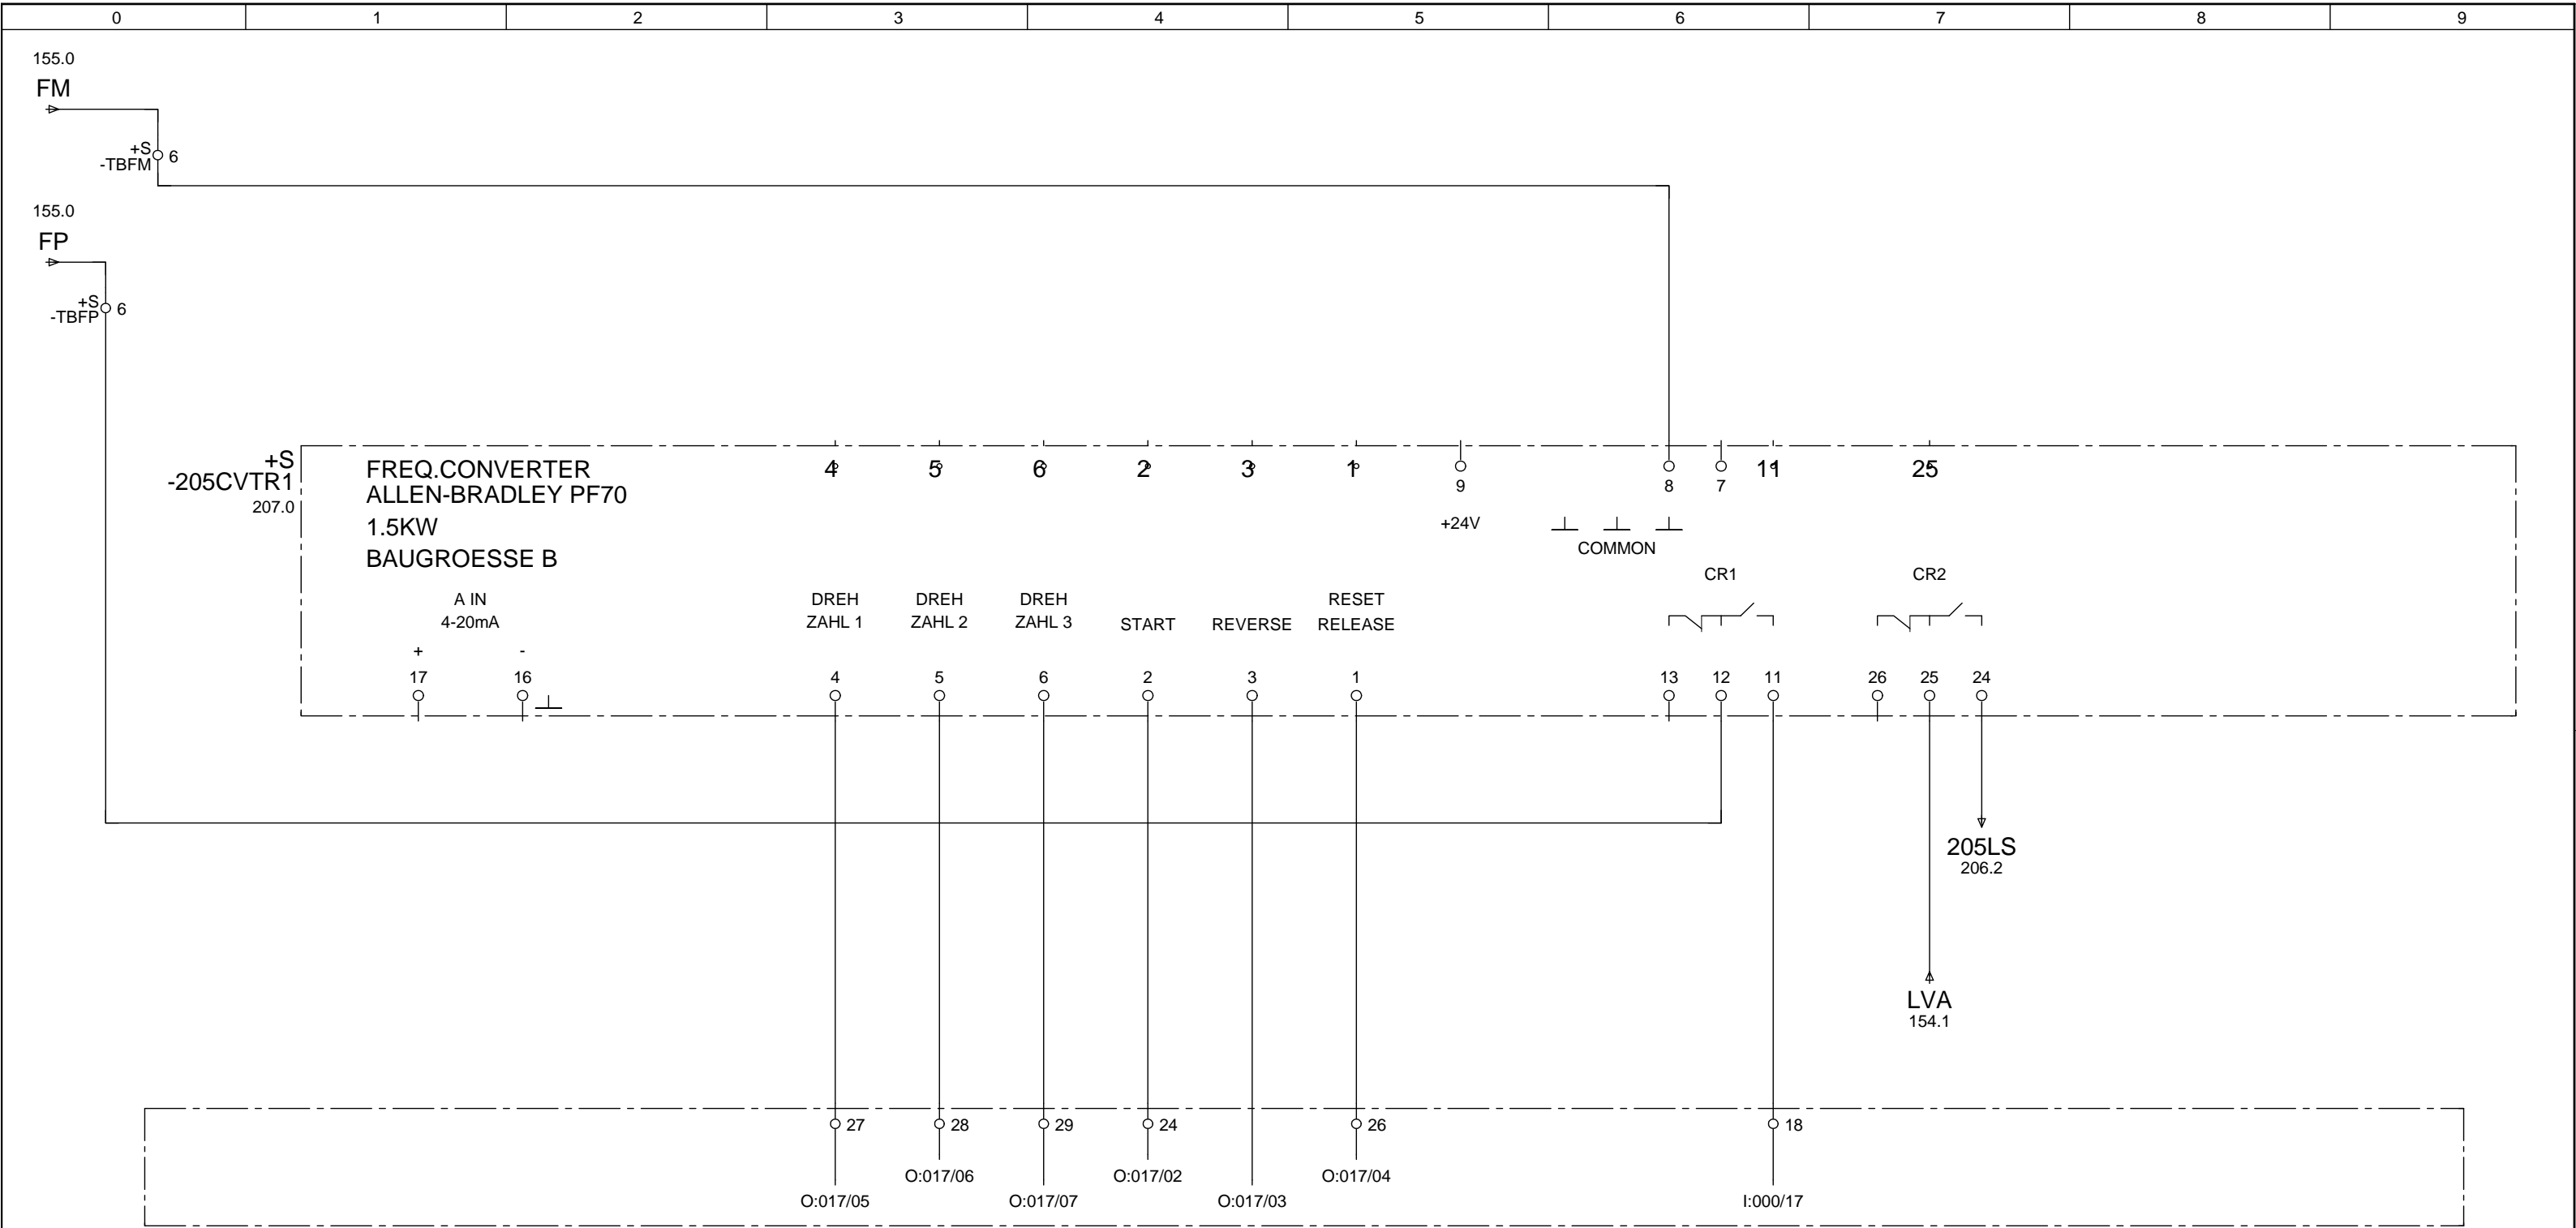 0 1 2 3 4 5 6 7 8 9
155.0
FM
+S
-TBFM 6
155.0
FP
+S
-TBFP 6
+S
-205CVTR1
207.0
FREQ.CONVERTER
ALLEN-BRADLEY PF70
1.5KW
BAUGROESSE B
4 5 6 2 3 1 11 25
9 8 7
+24V
COMMON
CR1 CR2
A IN
4-20mA
DREH
ZAHL 1
DREH
ZAHL 2
DREH
ZAHL 3
START
REVERSE
RESET
RELEASE
+ -
17 16 4 5 6 2 3 1 13 12 11 26 25 24
205LS
206.2
LVA
154.1
27 28 29 24 26 18
O:017/06 O:017/02 O:017/04
O:017/05 O:017/07 O:017/03 I:000/17